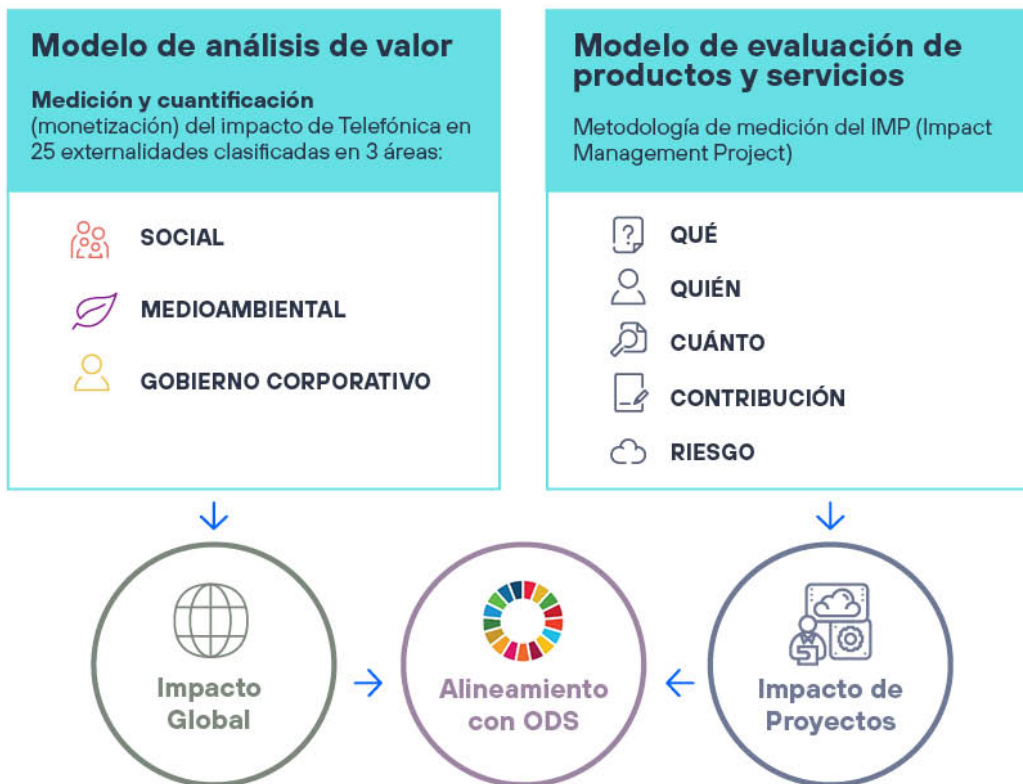 Modelo de análisis de valor
Medición y cuantificación
(monetización) del impacto de Telefónica en
25 externalidades clasificadas en 3 áreas:
SOCIAL
MEDIOAMBIENTAL
GOBIERNO CORPORATIVO
Modelo de evaluación de
productos y servicios
Metodología de medición del IMP (Impact
Management Project)
QUÉ
QUIÉN
CUÁNTO
CONTRIBUCIÓN
RIESGO
Impacto
Global
Alineamiento
con ODS
Impacto de
Proyectos